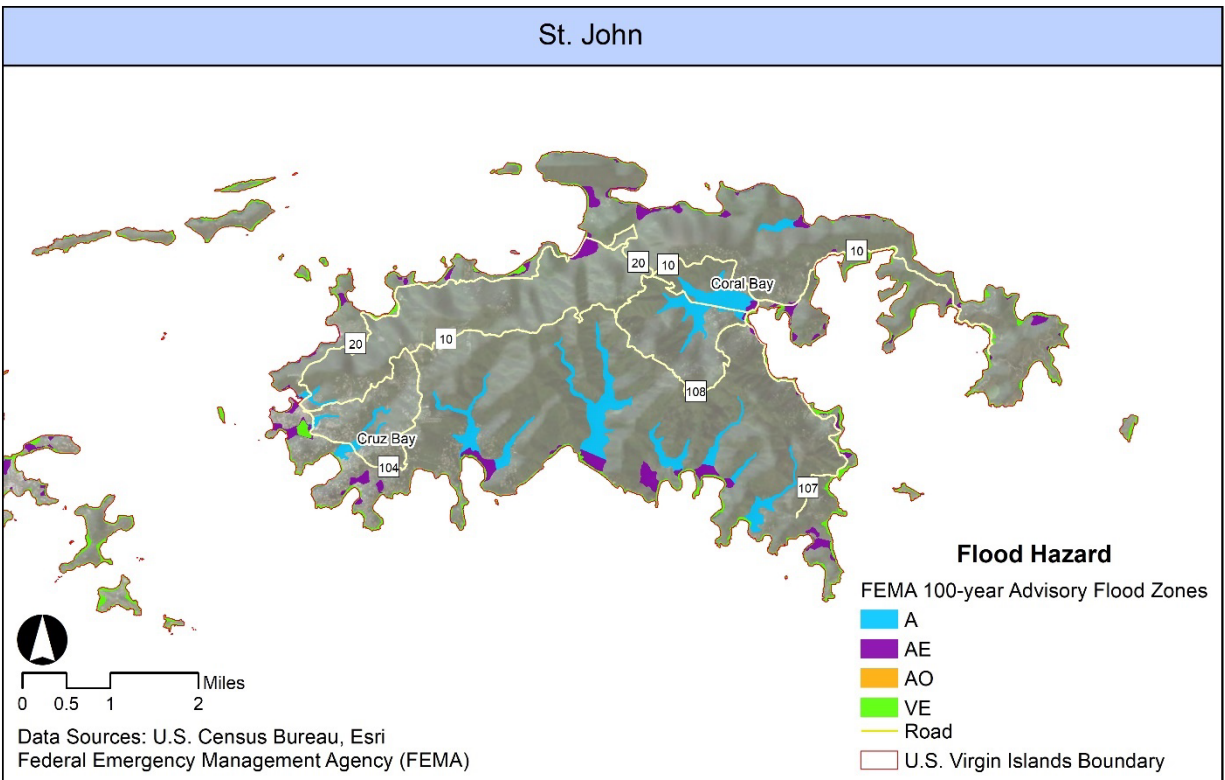 St. John
10
20
10
Coral Bay
20
10
108
Cruz Bay
104
107
Flood Hazard
FEMA 100-year Advisory Flood Zones
A
AE
AO
VE
Road
U.S. Virgin Islands Boundary
Miles
0 0.5 1 2
Data Sources: U.S. Census Bureau, Esri
Federal Emergency Management Agency (FEMA)